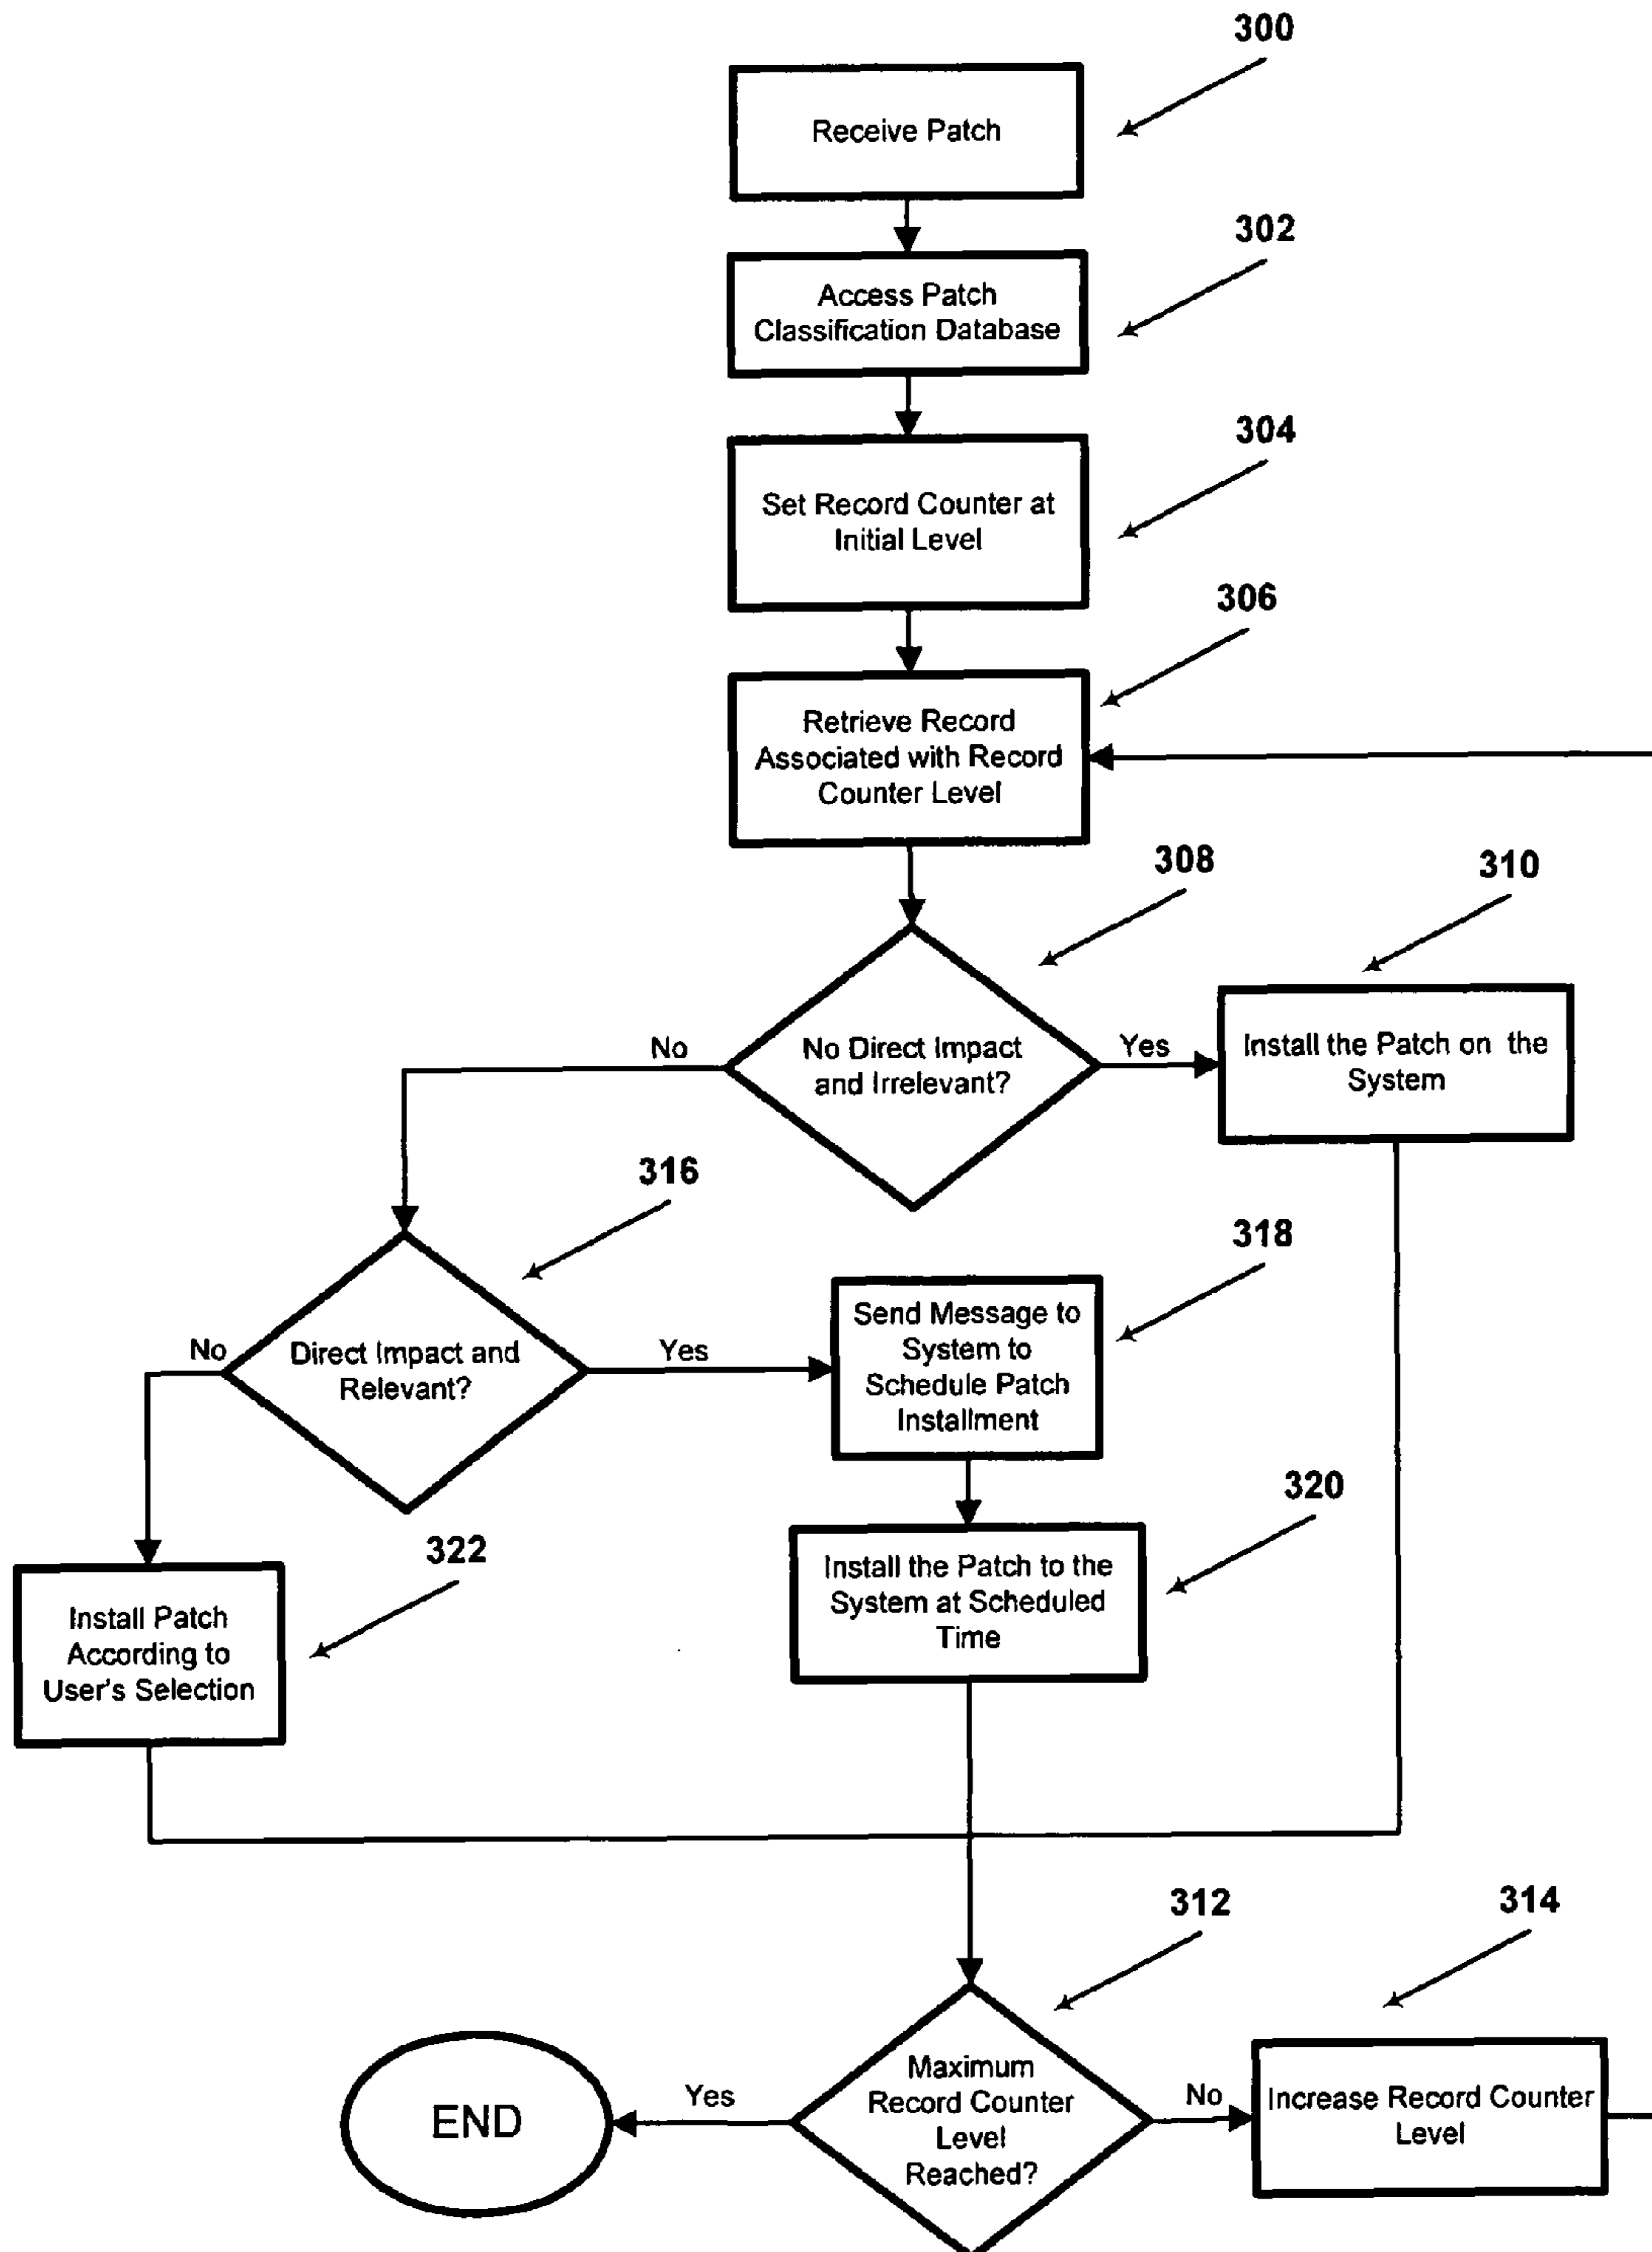 300
Receive Patch
302
Access Patch
Classification Database
304
Set Record Counter at
Initial Level
306
Retrieve Record
Associated with Record
Counter Level
308
310
No
No Direct Impact
and Irrelevant?
Yes
Install the Patch on the
System
316
318
No
Direct Impact and
Relevant?
Yes
Send Message to
System to
Schedule Patch
Installment
320
322
Install the Patch to the
System at Scheduled
Time
Install Patch
According to
User's Selection
312
314
END
Yes
Maximum
Record Counter
Level
Reached?
No
Increase Record Counter
Level